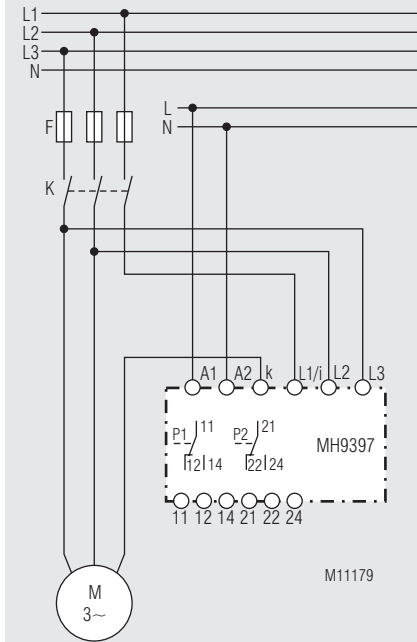 L1
L2
L3
N
L
F
N
K
A1 A2 k L1/i L2 L3
P1 11 P2 21
MH9397
12 14 22 24
11 12 14 21 22 24
M11179
M
3~